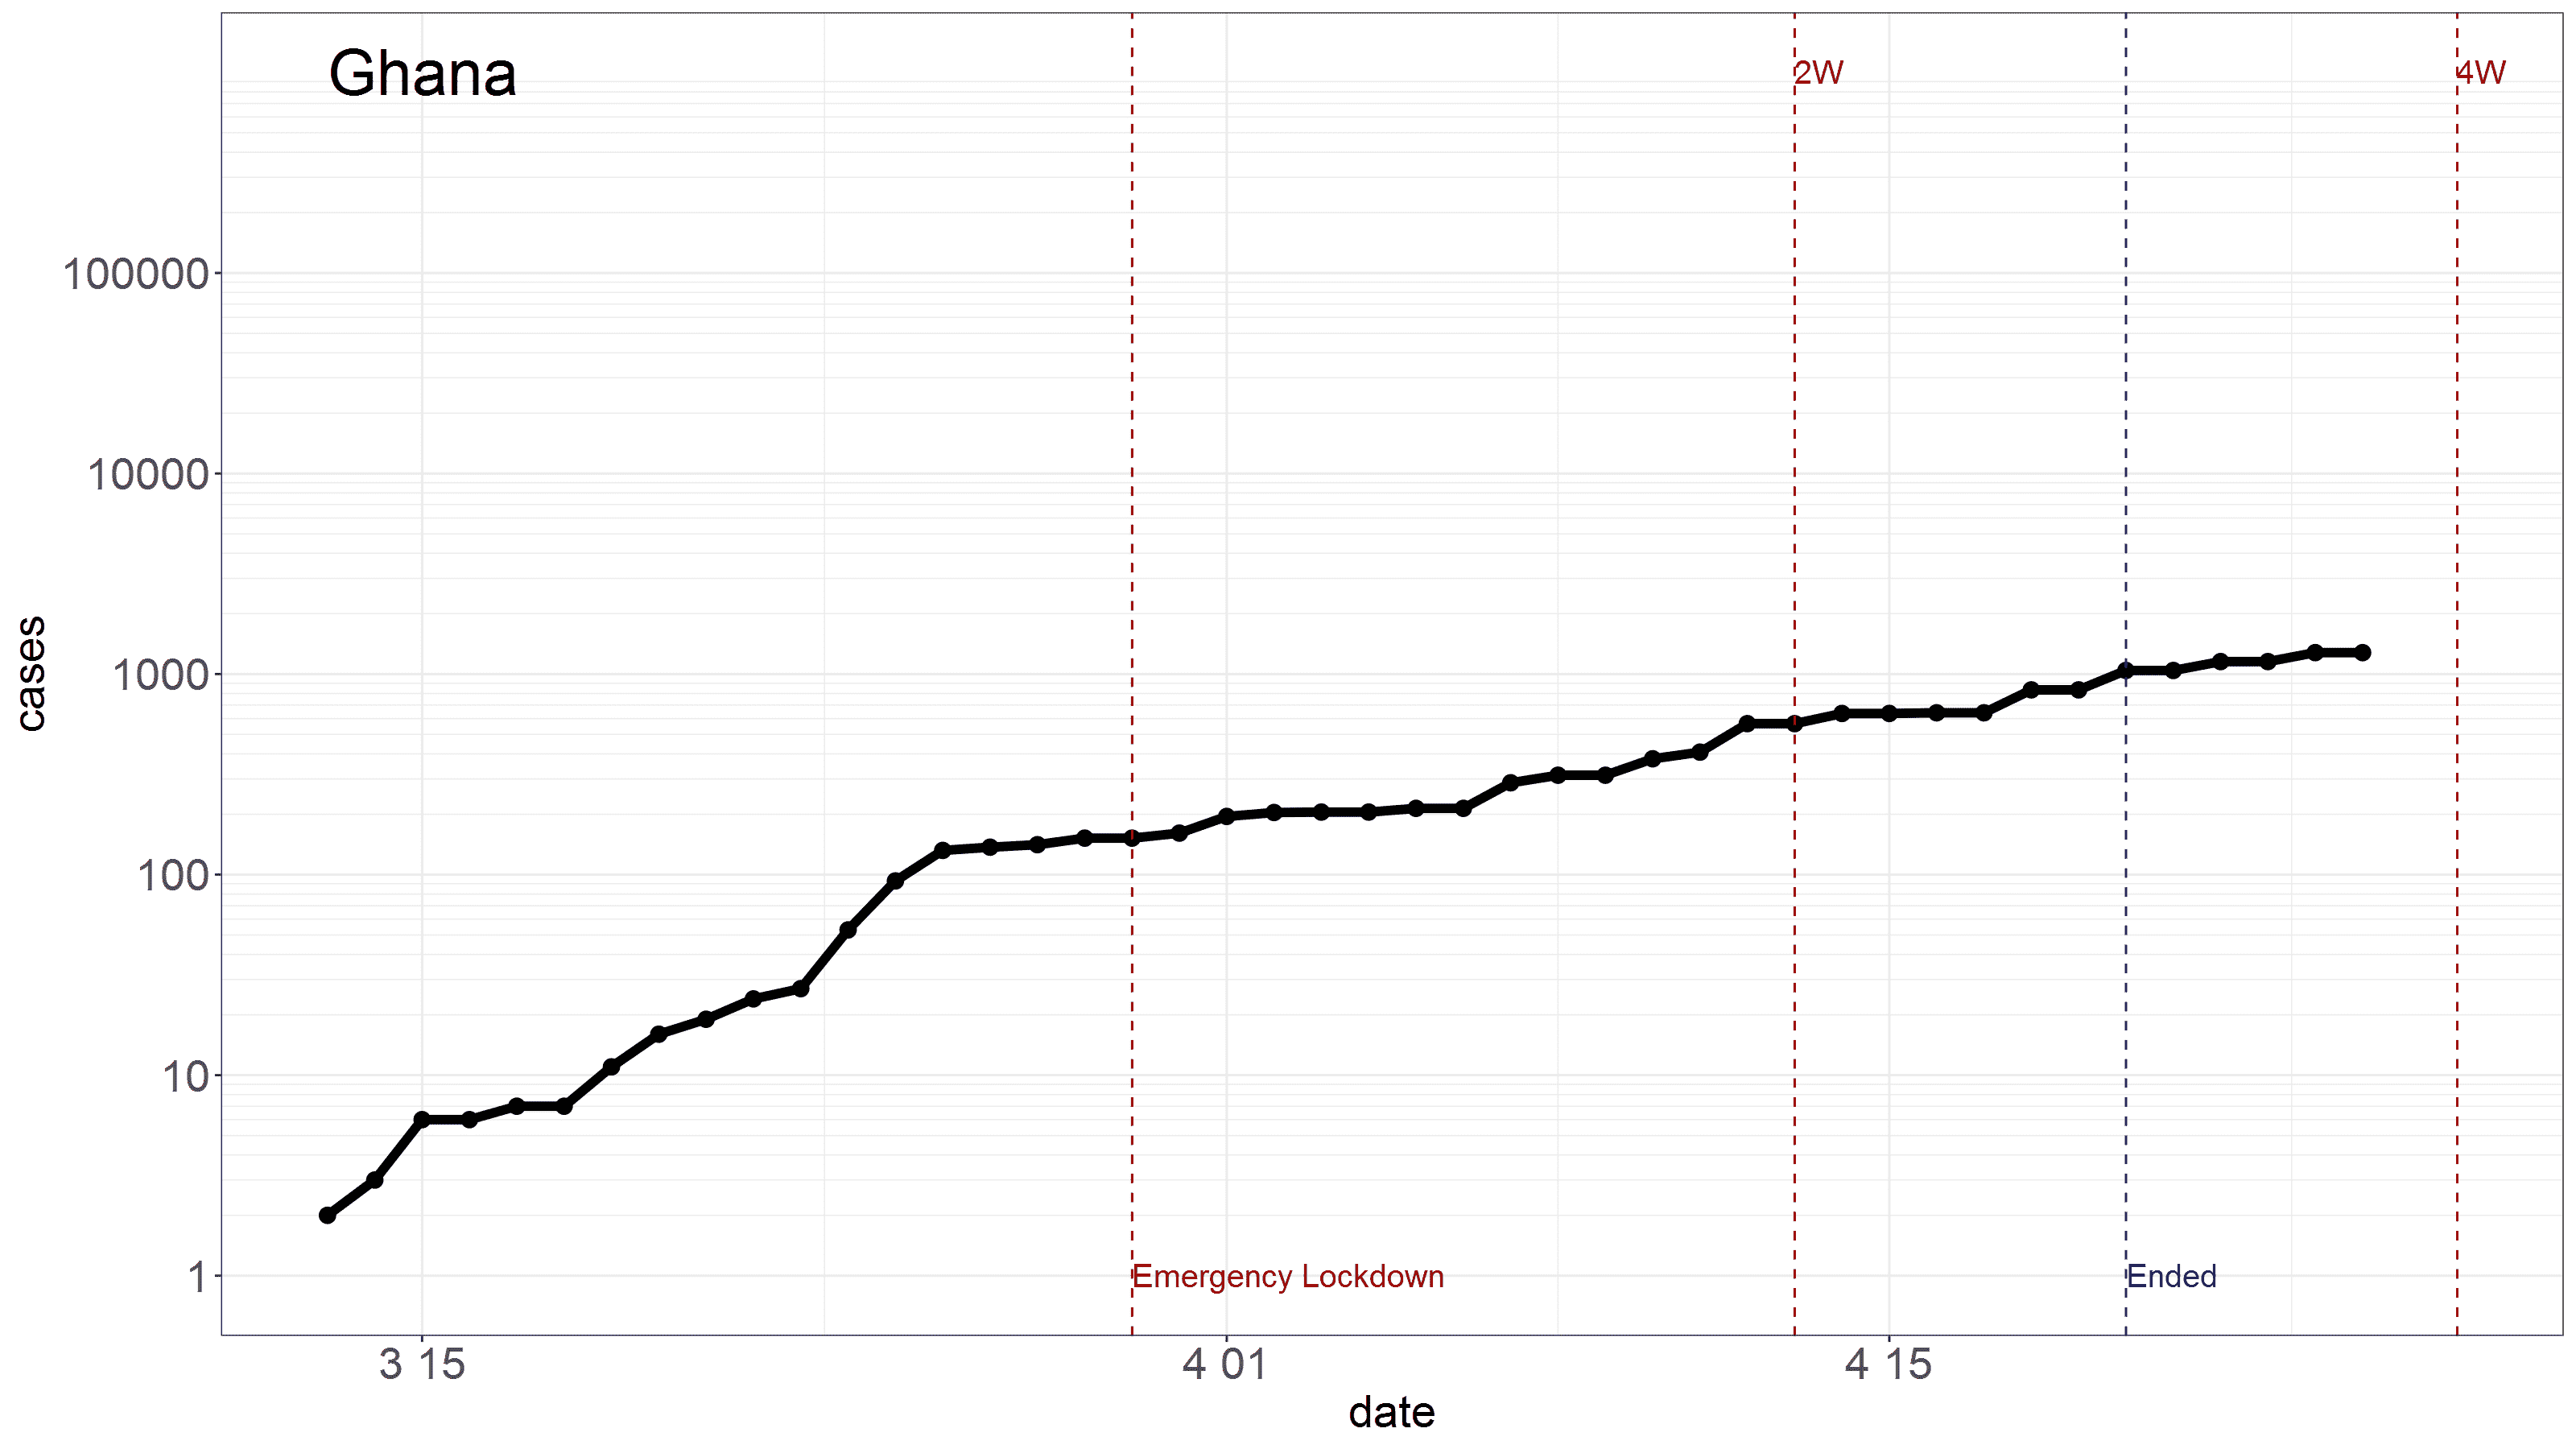 Ghana
2W
4W
100000
10000
1000
100
10
1
cases
Emergency Lockdown
Ended
3 15
4 01
4 15
date